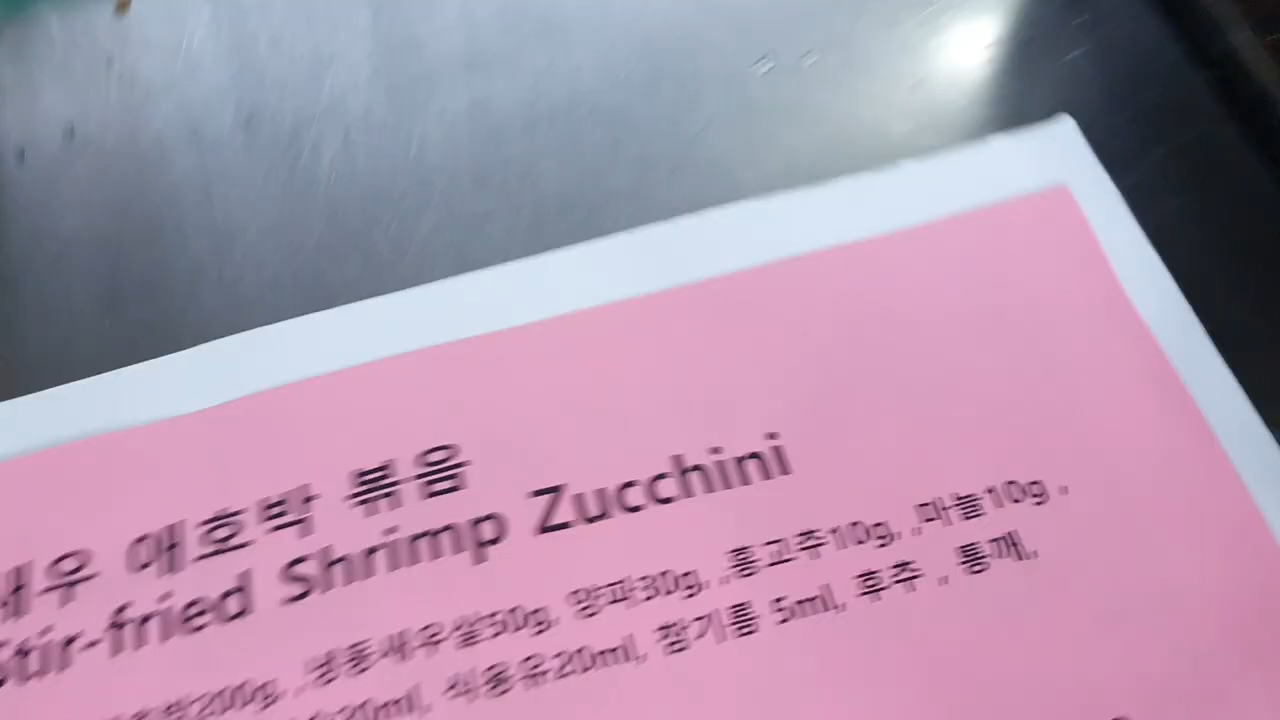 새우 애호박 볶음
Stir-fried Shrimp Zucchini
200g, ,냉동새우살50g, 양파30g, ,홍고추10g, ,마늘10g ,
20ml, 식용유20ml, 참기름 5ml, 후추 , 통깨,